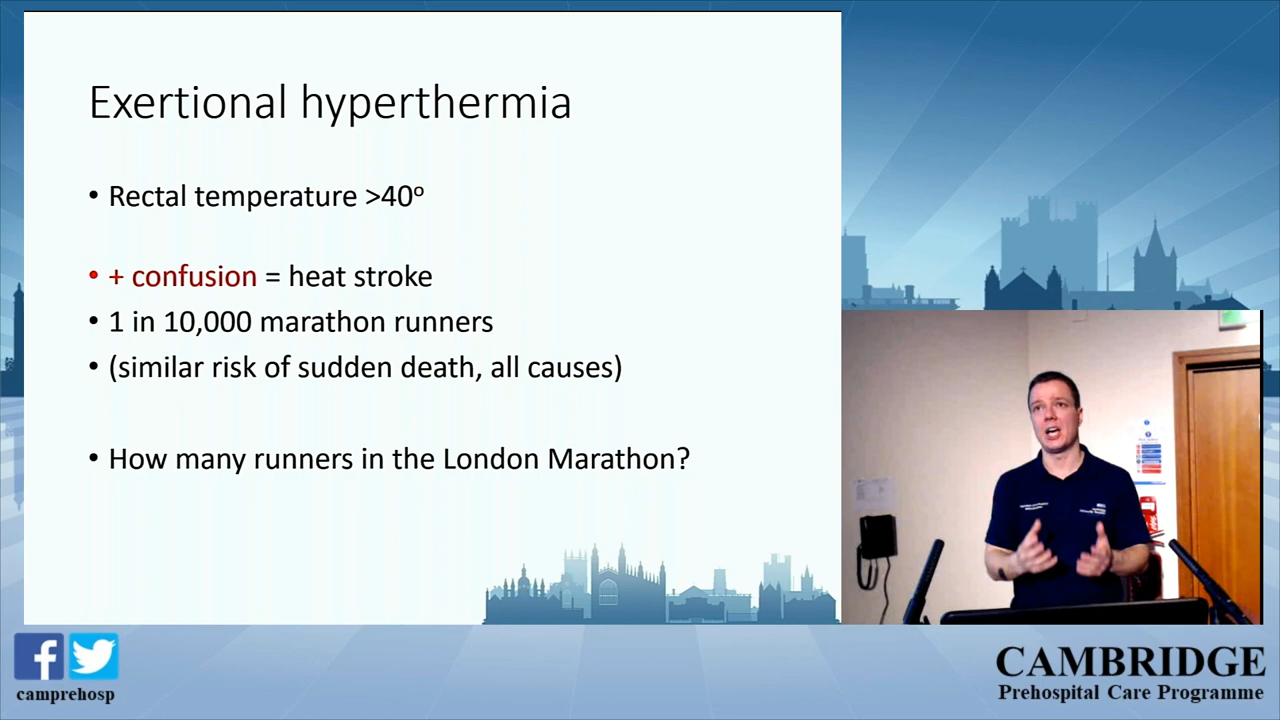 Exertional hyperthermia
• Rectal temperature >40º
• + confusion = heat stroke
• 1 in 10,000 marathon runners
• (similar risk of sudden death, all causes)
• How many runners in the London Marathon?
camprehosp
CAMBRIDGE
Prehospital Care Programme